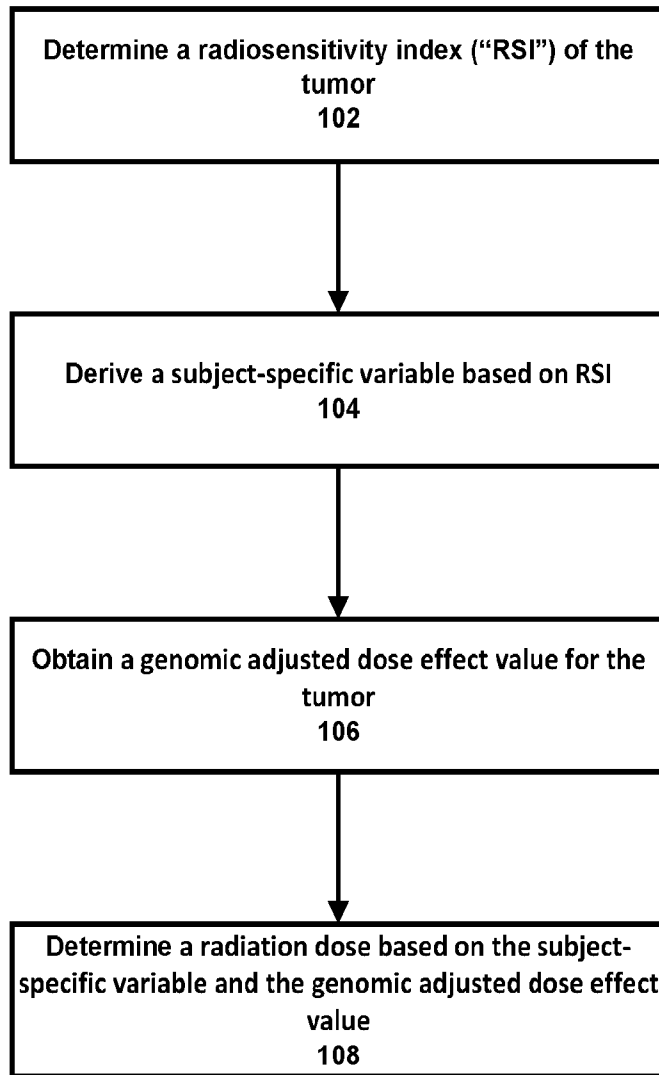 Determine a radiosensitivity index (“RSI”) of the
tumor
102
Derive a subject-specific variable based on RSI
104
Obtain a genomic adjusted dose effect value for the
tumor
106
Determine a radiation dose based on the subject-
specific variable and the genomic adjusted dose effect
value
108